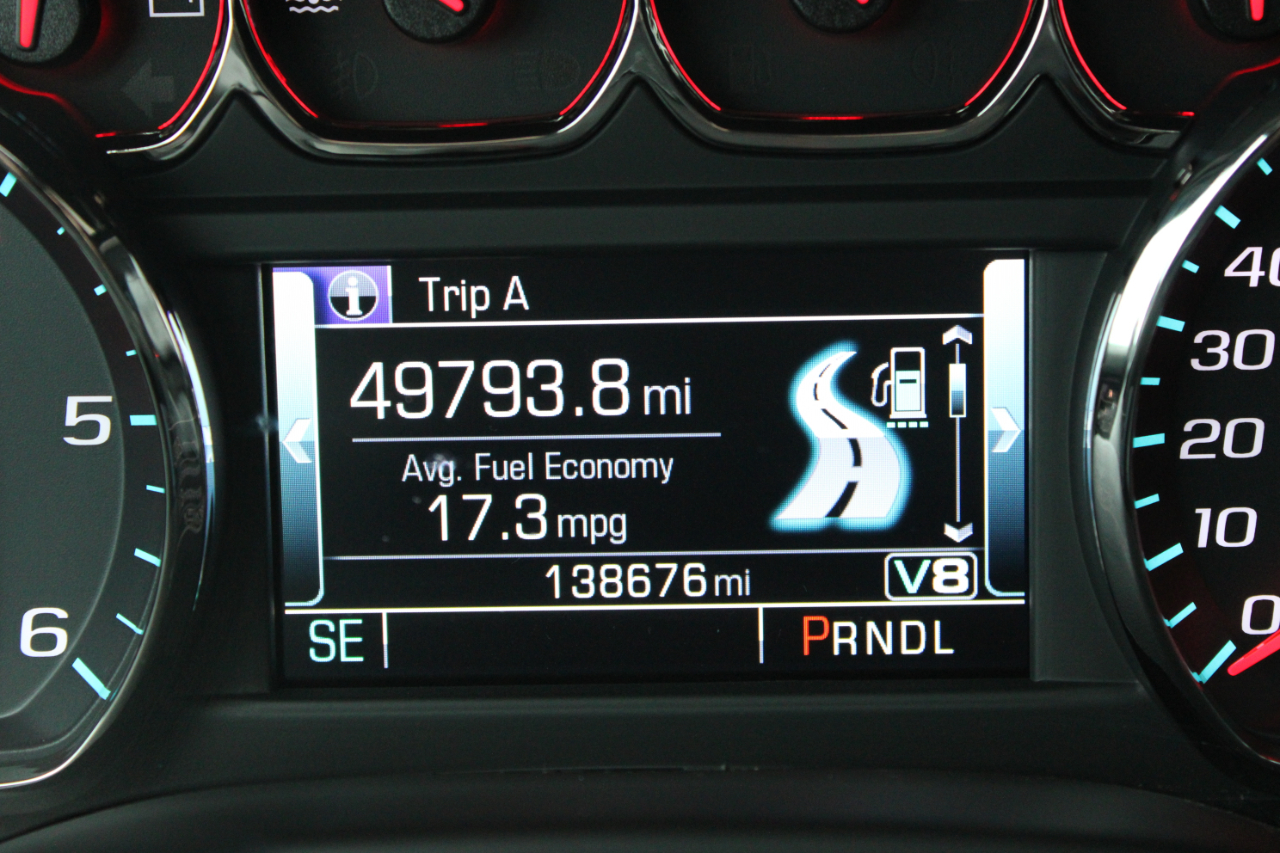 Trip A
49793.8 mi
Avg. Fuel Economy
17.3 mpg
138676 mi
V8
SE
PRNDL
5
6
40
30
20
10
0